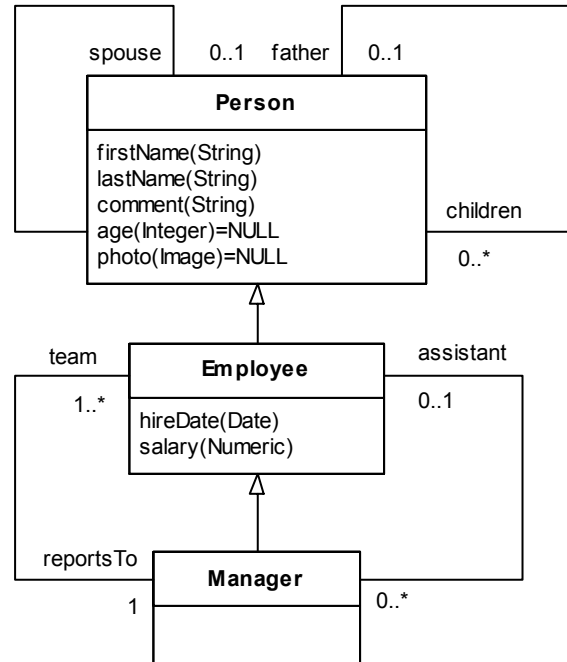 spouse 0..1 father 0..1
Person
firstName(String)
lastName(String)
comment(String)
age(Integer)=NULL
photo(Image)=NULL
children
0..*
team
Employee
assistant
1..*
0..1
hireDate(Date)
salary(Numeric)
reportsTo
Manager
1
0..*